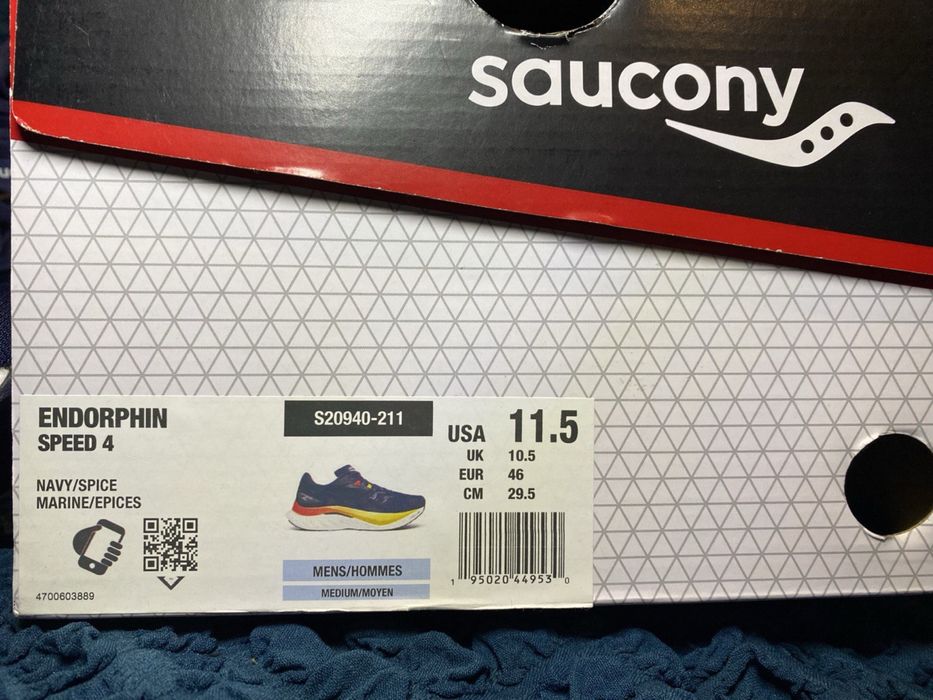 saucony
ENDORPHIN
SPEED 4
NAVY/SPICE
MARINE/EPICES
4700603889
S20940-211
MENS/HOMMES
MEDIUM/MOYEN
USA 11.5
UK 10.5
EUR 46
CM 29.5
1 95020 44953 0